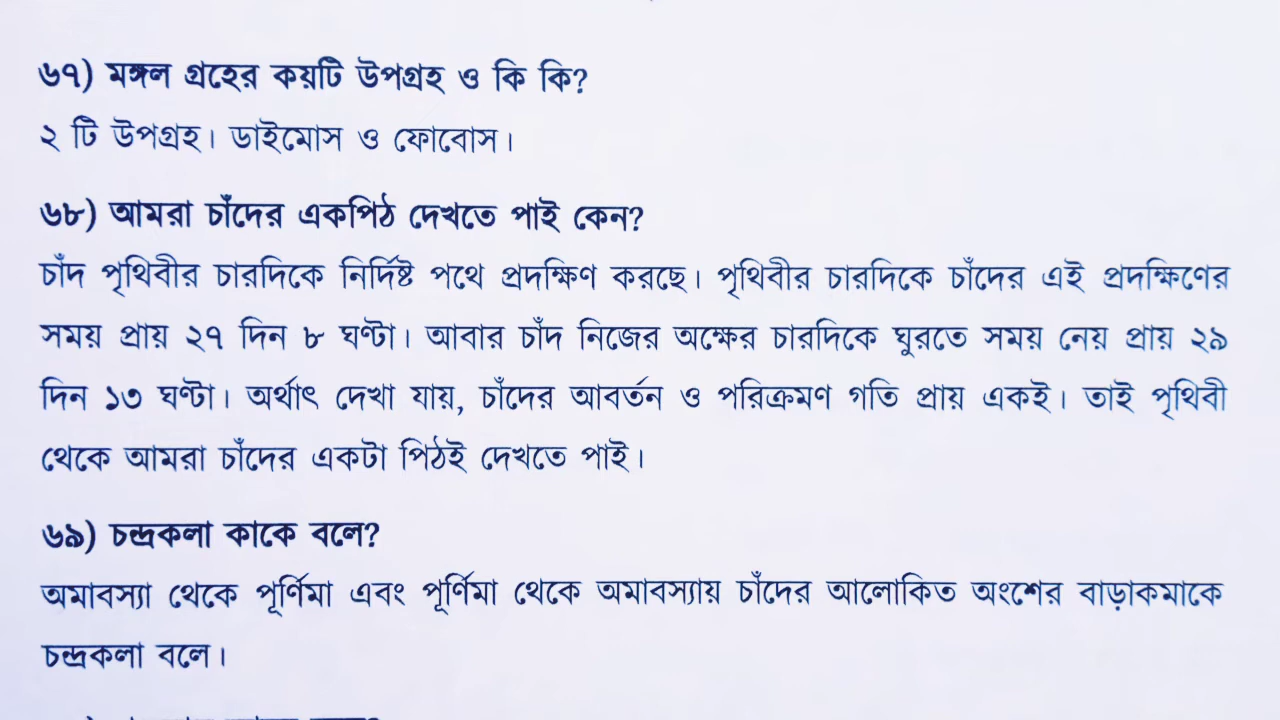 ৬৭) মঙ্গল গ্রহের কয়টি উপগ্রহ ও কি কি?
২ টি উপগ্রহ। ডাইমোস ও ফোবোস।
৬৮) আমরা চাঁদের একপিঠ দেখতে পাই কেন?
চাঁদ পৃথিবীর চারদিকে নির্দিষ্ট পথে প্রদক্ষিণ করছে। পৃথিবীর চারদিকে চাঁদের এই প্রদক্ষিণের
সময় প্রায় ২৭ দিন ৮ ঘণ্টা। আবার চাঁদ নিজের অক্ষের চারদিকে ঘুরতে সময় নেয় প্রায় ২৯
দিন ১৩ ঘণ্টা। অর্থাৎ দেখা যায়, চাঁদের আবর্তন ও পরিক্রমণ গতি প্রায় একই। তাই পৃথিবী
থেকে আমরা চাঁদের একটা পিঠই দেখতে পাই।
৬৯) চন্দ্রকলা কাকে বলে?
অমাবস্যা থেকে পূর্ণিমা এবং পূর্ণিমা থেকে অমাবস্যায় চাঁদের আলোকিত অংশের বাড়াকমাকে
চন্দ্রকলা বলে।